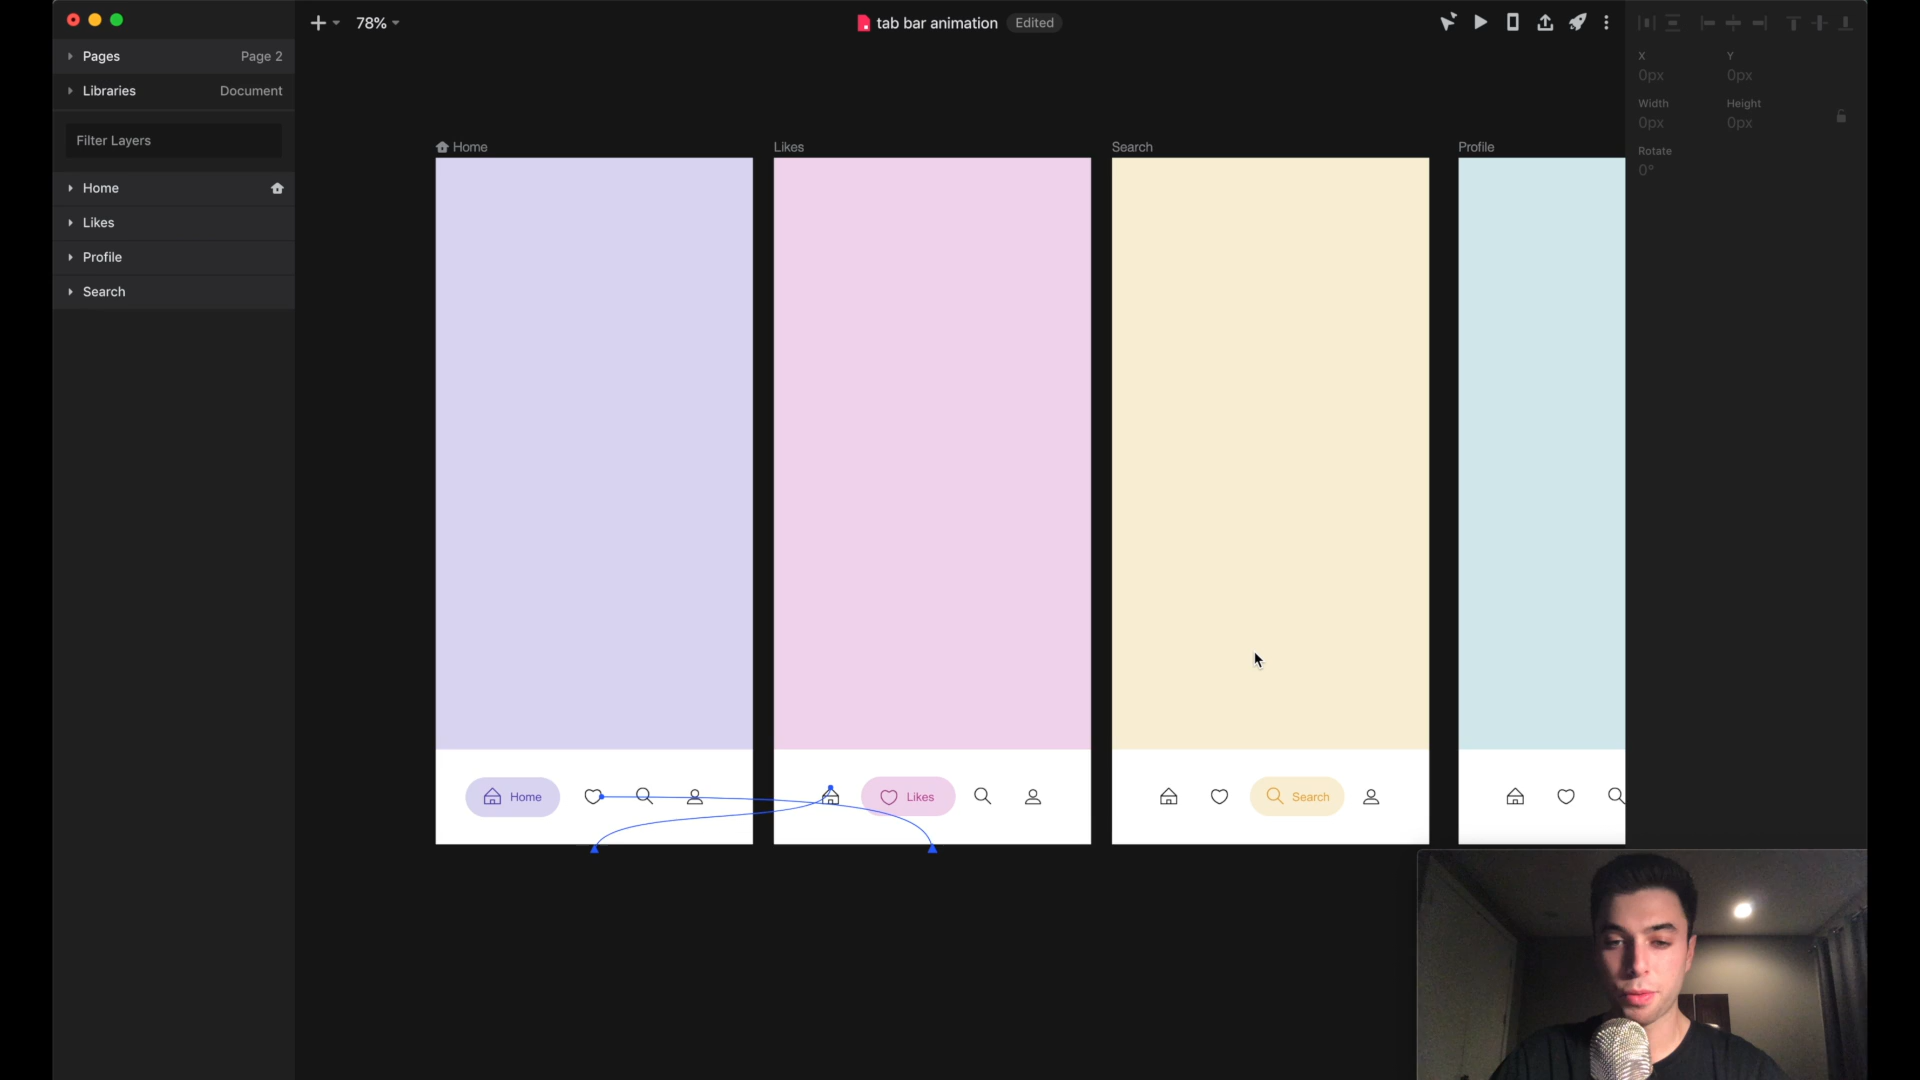 78%
tab bar animation Edited
Pages Page 2
Libraries Document
Filter Layers
Home
Likes
Profile
Search
Home
Likes
Search
Profile
Home
Likes
Search
X Y
0px 0px
Width Height
0px 0px
Rotate
0°